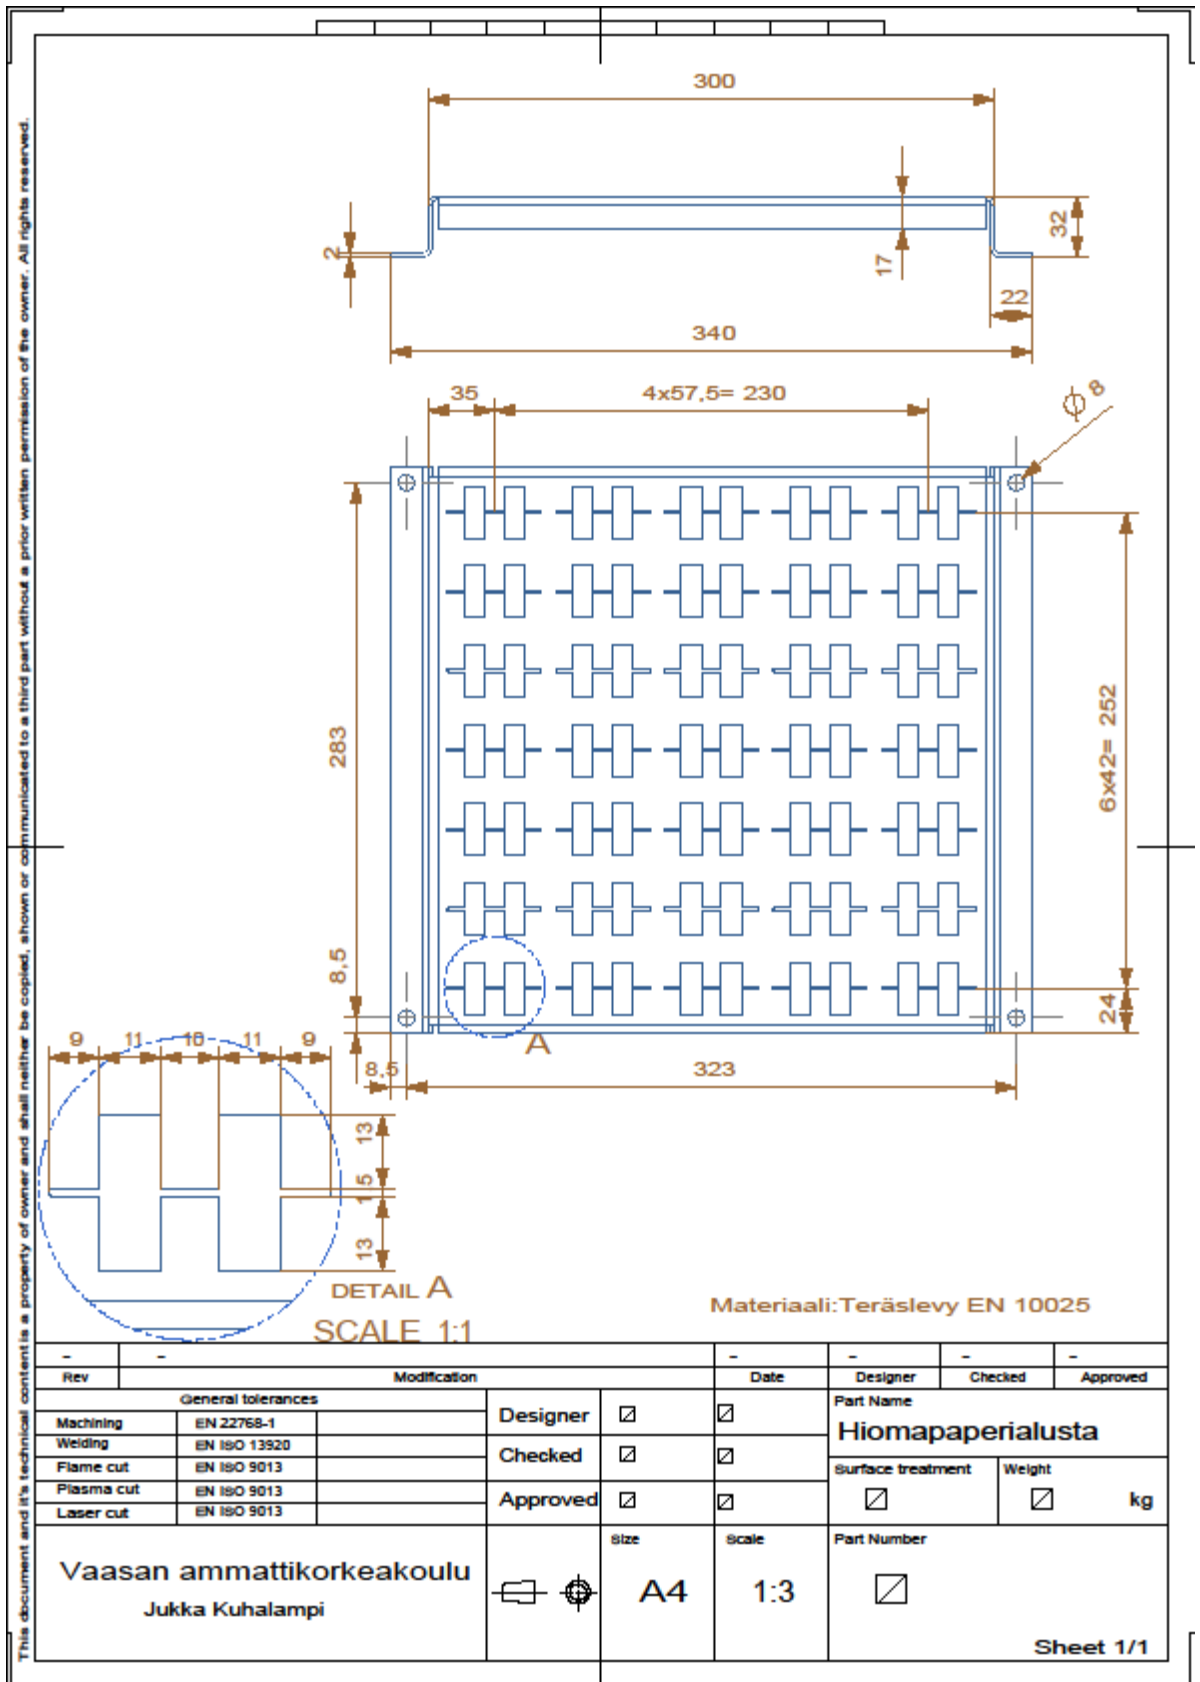 This document and it's technical content is a property of owner and shall neither be copied, shown or communicated to a third part without a prior written permission of the owner. All rights reserved.
300
2
17
32
22
340
35
4x57,5= 230
Ø 8
283
6x42= 252
8,5
24
A
8,5
323
9 11 10 11 9
13
1,5
13
DETAIL A
SCALE 1:1
Materiaali:Teräslevy EN 10025
- - - - - -
Rev Modification Date Designer Checked Approved
General tolerances
Machining EN 22768-1
Welding EN ISO 13920
Flame cut EN ISO 9013
Plasma cut EN ISO 9013
Laser cut EN ISO 9013
Designer
Checked
Approved
Part Name
Hiomapaperialusta
Surface treatment
Weight
kg
Vaasan ammattikorkeakoulu
Jukka Kuhalampi
Size
A4
Scale
1:3
Part Number
Sheet 1/1